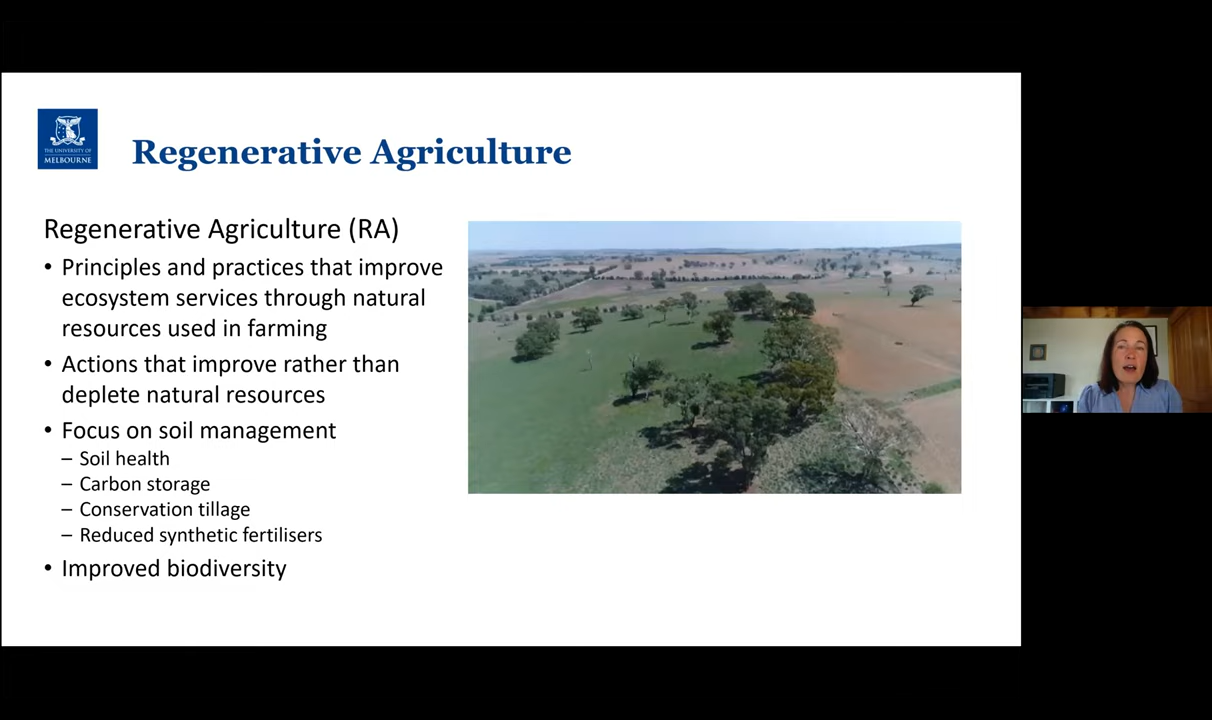 THE UNIVERSITY OF
MELBOURNE
Regenerative Agriculture
Regenerative Agriculture (RA)
• Principles and practices that improve
ecosystem services through natural
resources used in farming
• Actions that improve rather than
deplete natural resources
• Focus on soil management
– Soil health
– Carbon storage
– Conservation tillage
– Reduced synthetic fertilisers
• Improved biodiversity